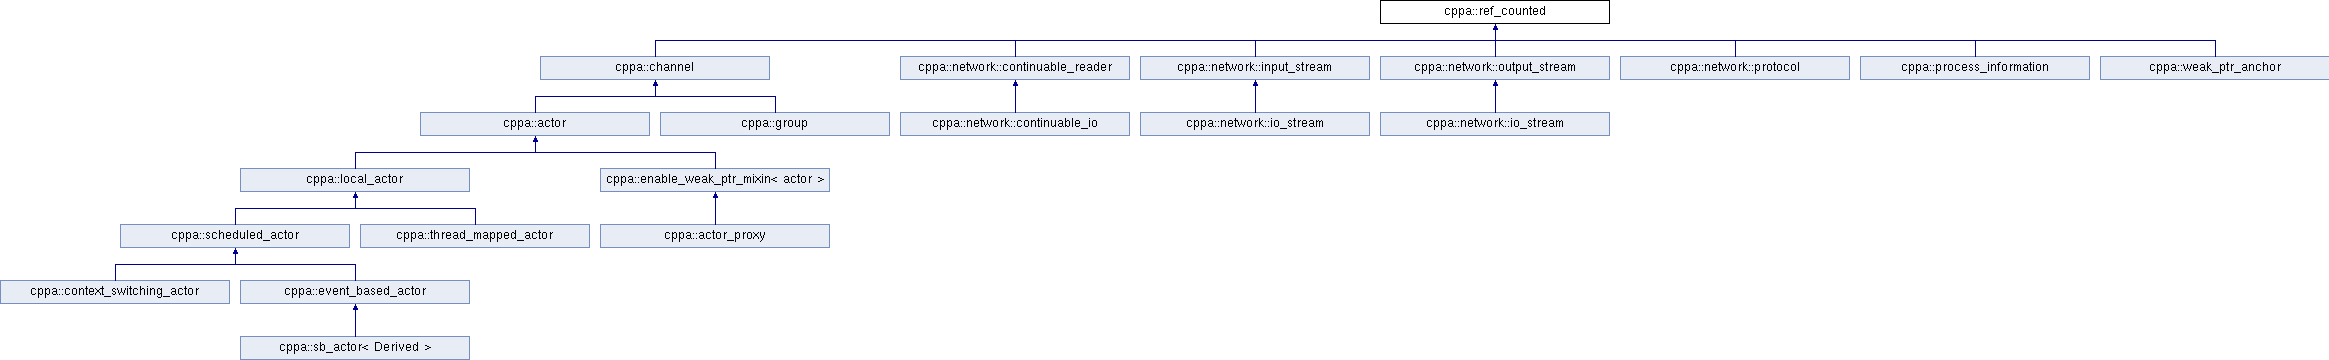 cppa::ref_counted
cppa::channel
cppa::network::continuable_reader
cppa::network::input_stream
cppa::network::output_stream
cppa::network::protocol
cppa::process_information
cppa::weak_ptr_anchor
cppa::actor
cppa::group
cppa::network::continuable_io
cppa::network::io_stream
cppa::network::io_stream
cppa::local_actor
cppa::enable_weak_ptr_mixin< actor >
cppa::scheduled_actor
cppa::thread_mapped_actor
cppa::actor_proxy
cppa::context_switching_actor
cppa::event_based_actor
cppa::sb_actor< Derived >